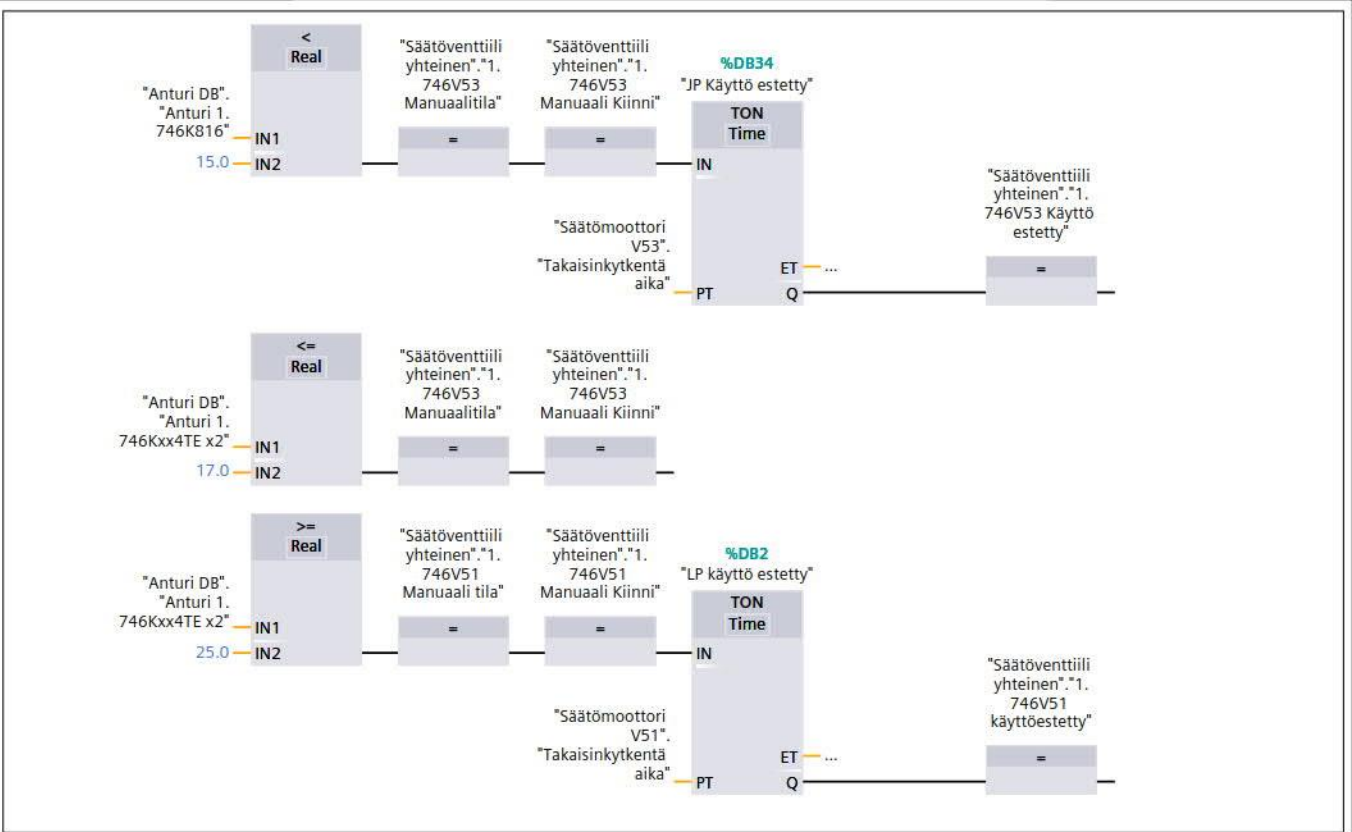 <
Real
"Säätöventtiili
yhteinen"."1.
746V53
Manuaalitila"
"Säätöventtiili
yhteinen"."1.
746V53
Manuaali Kiinni"
%DB34
"JP Käyttö estetty"
TON
Time
"Anturi DB".
"Anturi 1.
746K816"
IN1
=
=
15.0
IN2
IN
"Säätöventtiili
yhteinen"."1.
746V53 Käyttö
estetty"
"Säätömoottori
V53".
"Takaisinkytkentä
aika"
ET
...
=
PT
Q
<=
Real
"Säätöventtiili
yhteinen"."1.
746V53
Manuaalitila"
"Säätöventtiili
yhteinen"."1.
746V53
Manuaali Kiinni"
"Anturi DB".
"Anturi 1.
746Kxx4TE x2"
IN1
=
=
17.0
IN2
>=
Real
"Säätöventtiili
yhteinen"."1.
746V51
Manuaali tila"
"Säätöventtiili
yhteinen"."1.
746V51
Manuaali Kiinni"
%DB2
"LP käyttö estetty"
TON
Time
"Anturi DB".
"Anturi 1.
746Kxx4TE x2"
IN1
=
=
25.0
IN2
IN
"Säätöventtiili
yhteinen"."1.
746V51
käyttöestetty"
"Säätömoottori
V51".
"Takaisinkytkentä
aika"
ET
...
=
PT
Q